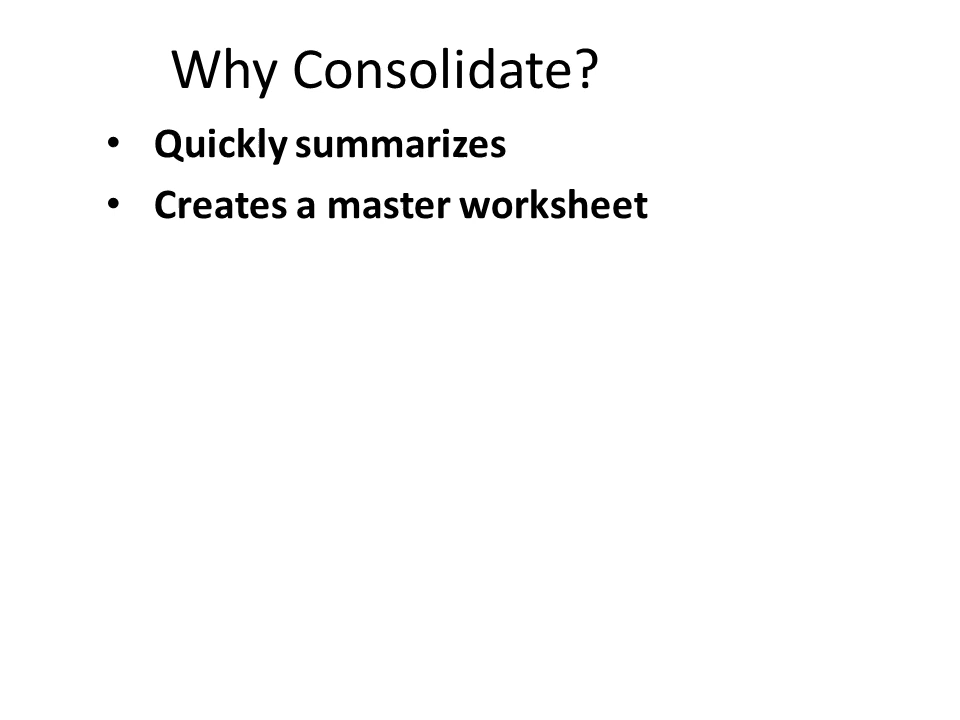 Why Consolidate?
• Quickly summarizes
• Creates a master worksheet